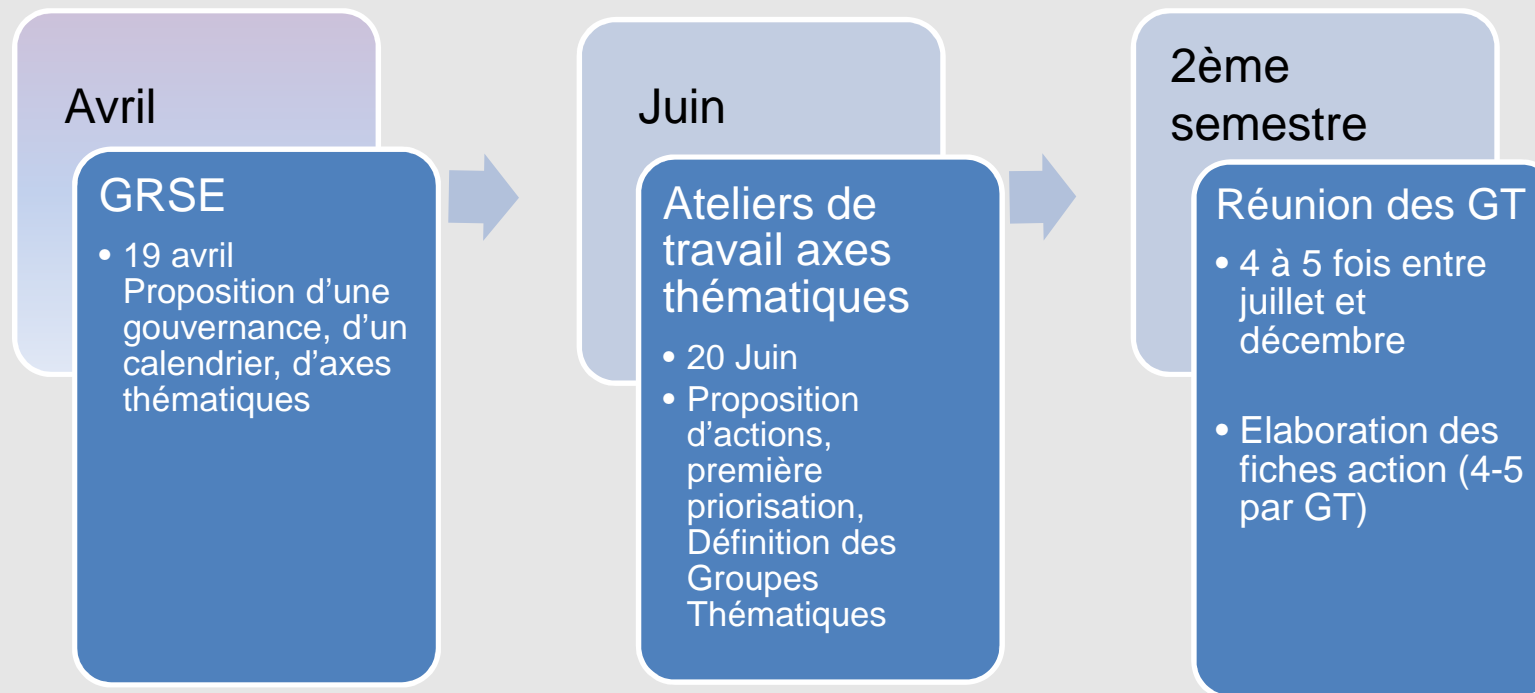 Avril
GRSE
• 19 avril
Proposition d’une
gouvernance, d’un
calendrier, d’axes
thématiques
Juin
Ateliers de
travail axes
thématiques
• 20 Juin
• Proposition
d’actions,
première
priorisation,
Définition des
Groupes
Thématiques
2ème
semestre
Réunion des GT
• 4 à 5 fois entre
juillet et
décembre
• Elaboration des
fiches action (4-5
par GT)